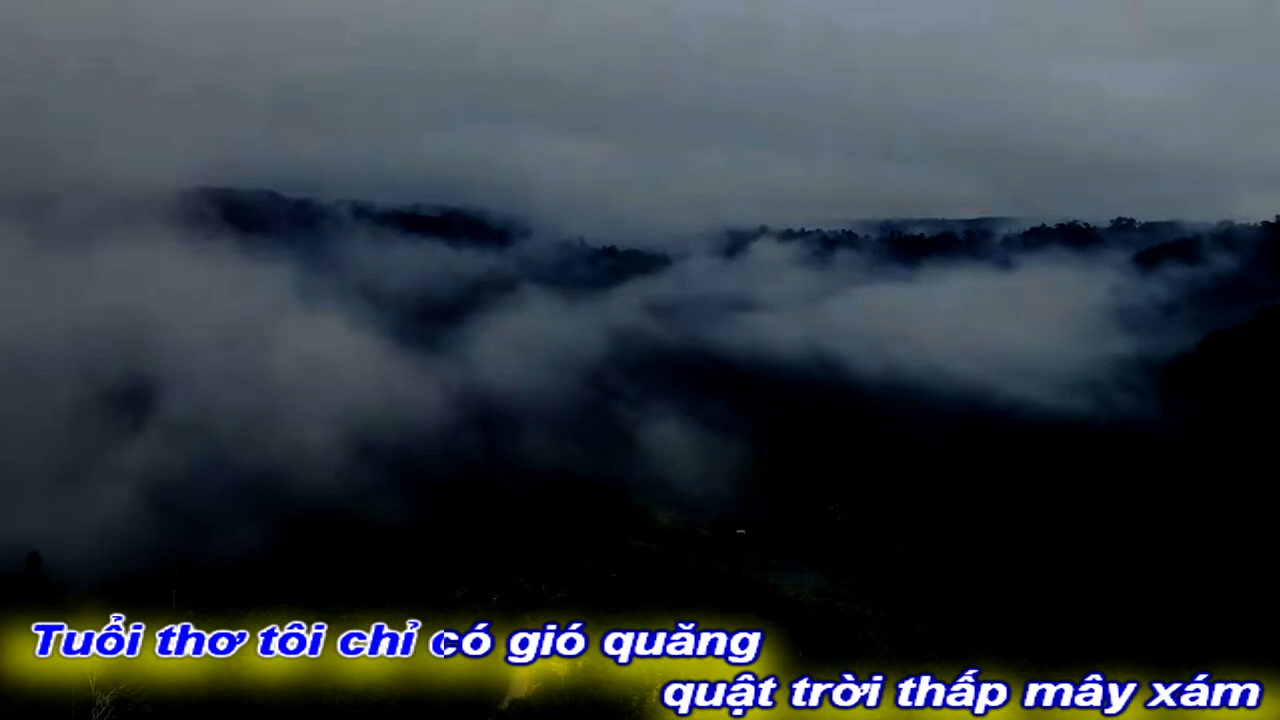 Tuổi thơ tôi chỉ có gió quăng
quật trời thấp mây xám